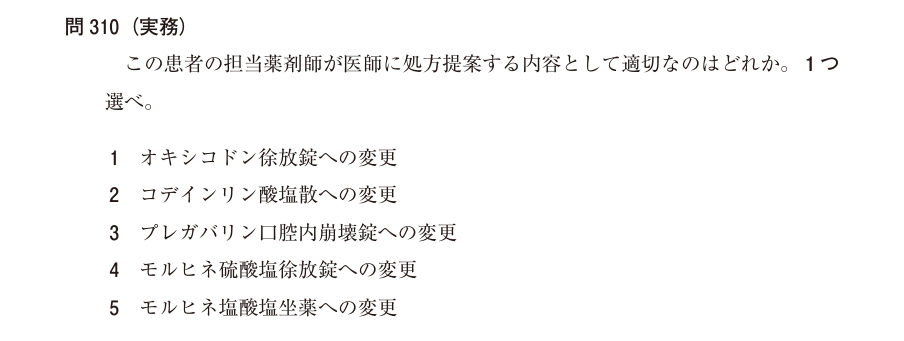 問 310（実務）
この患者の担当薬剤師が医師に処方提案する内容として適切なのはどれか。1つ
選べ。
1 オキシコドン徐放錠への変更
2 コデインリン酸塩散への変更
3 プレガバリン口腔内崩壊錠への変更
4 モルヒネ硫酸塩徐放錠への変更
5 モルヒネ塩酸塩坐薬への変更